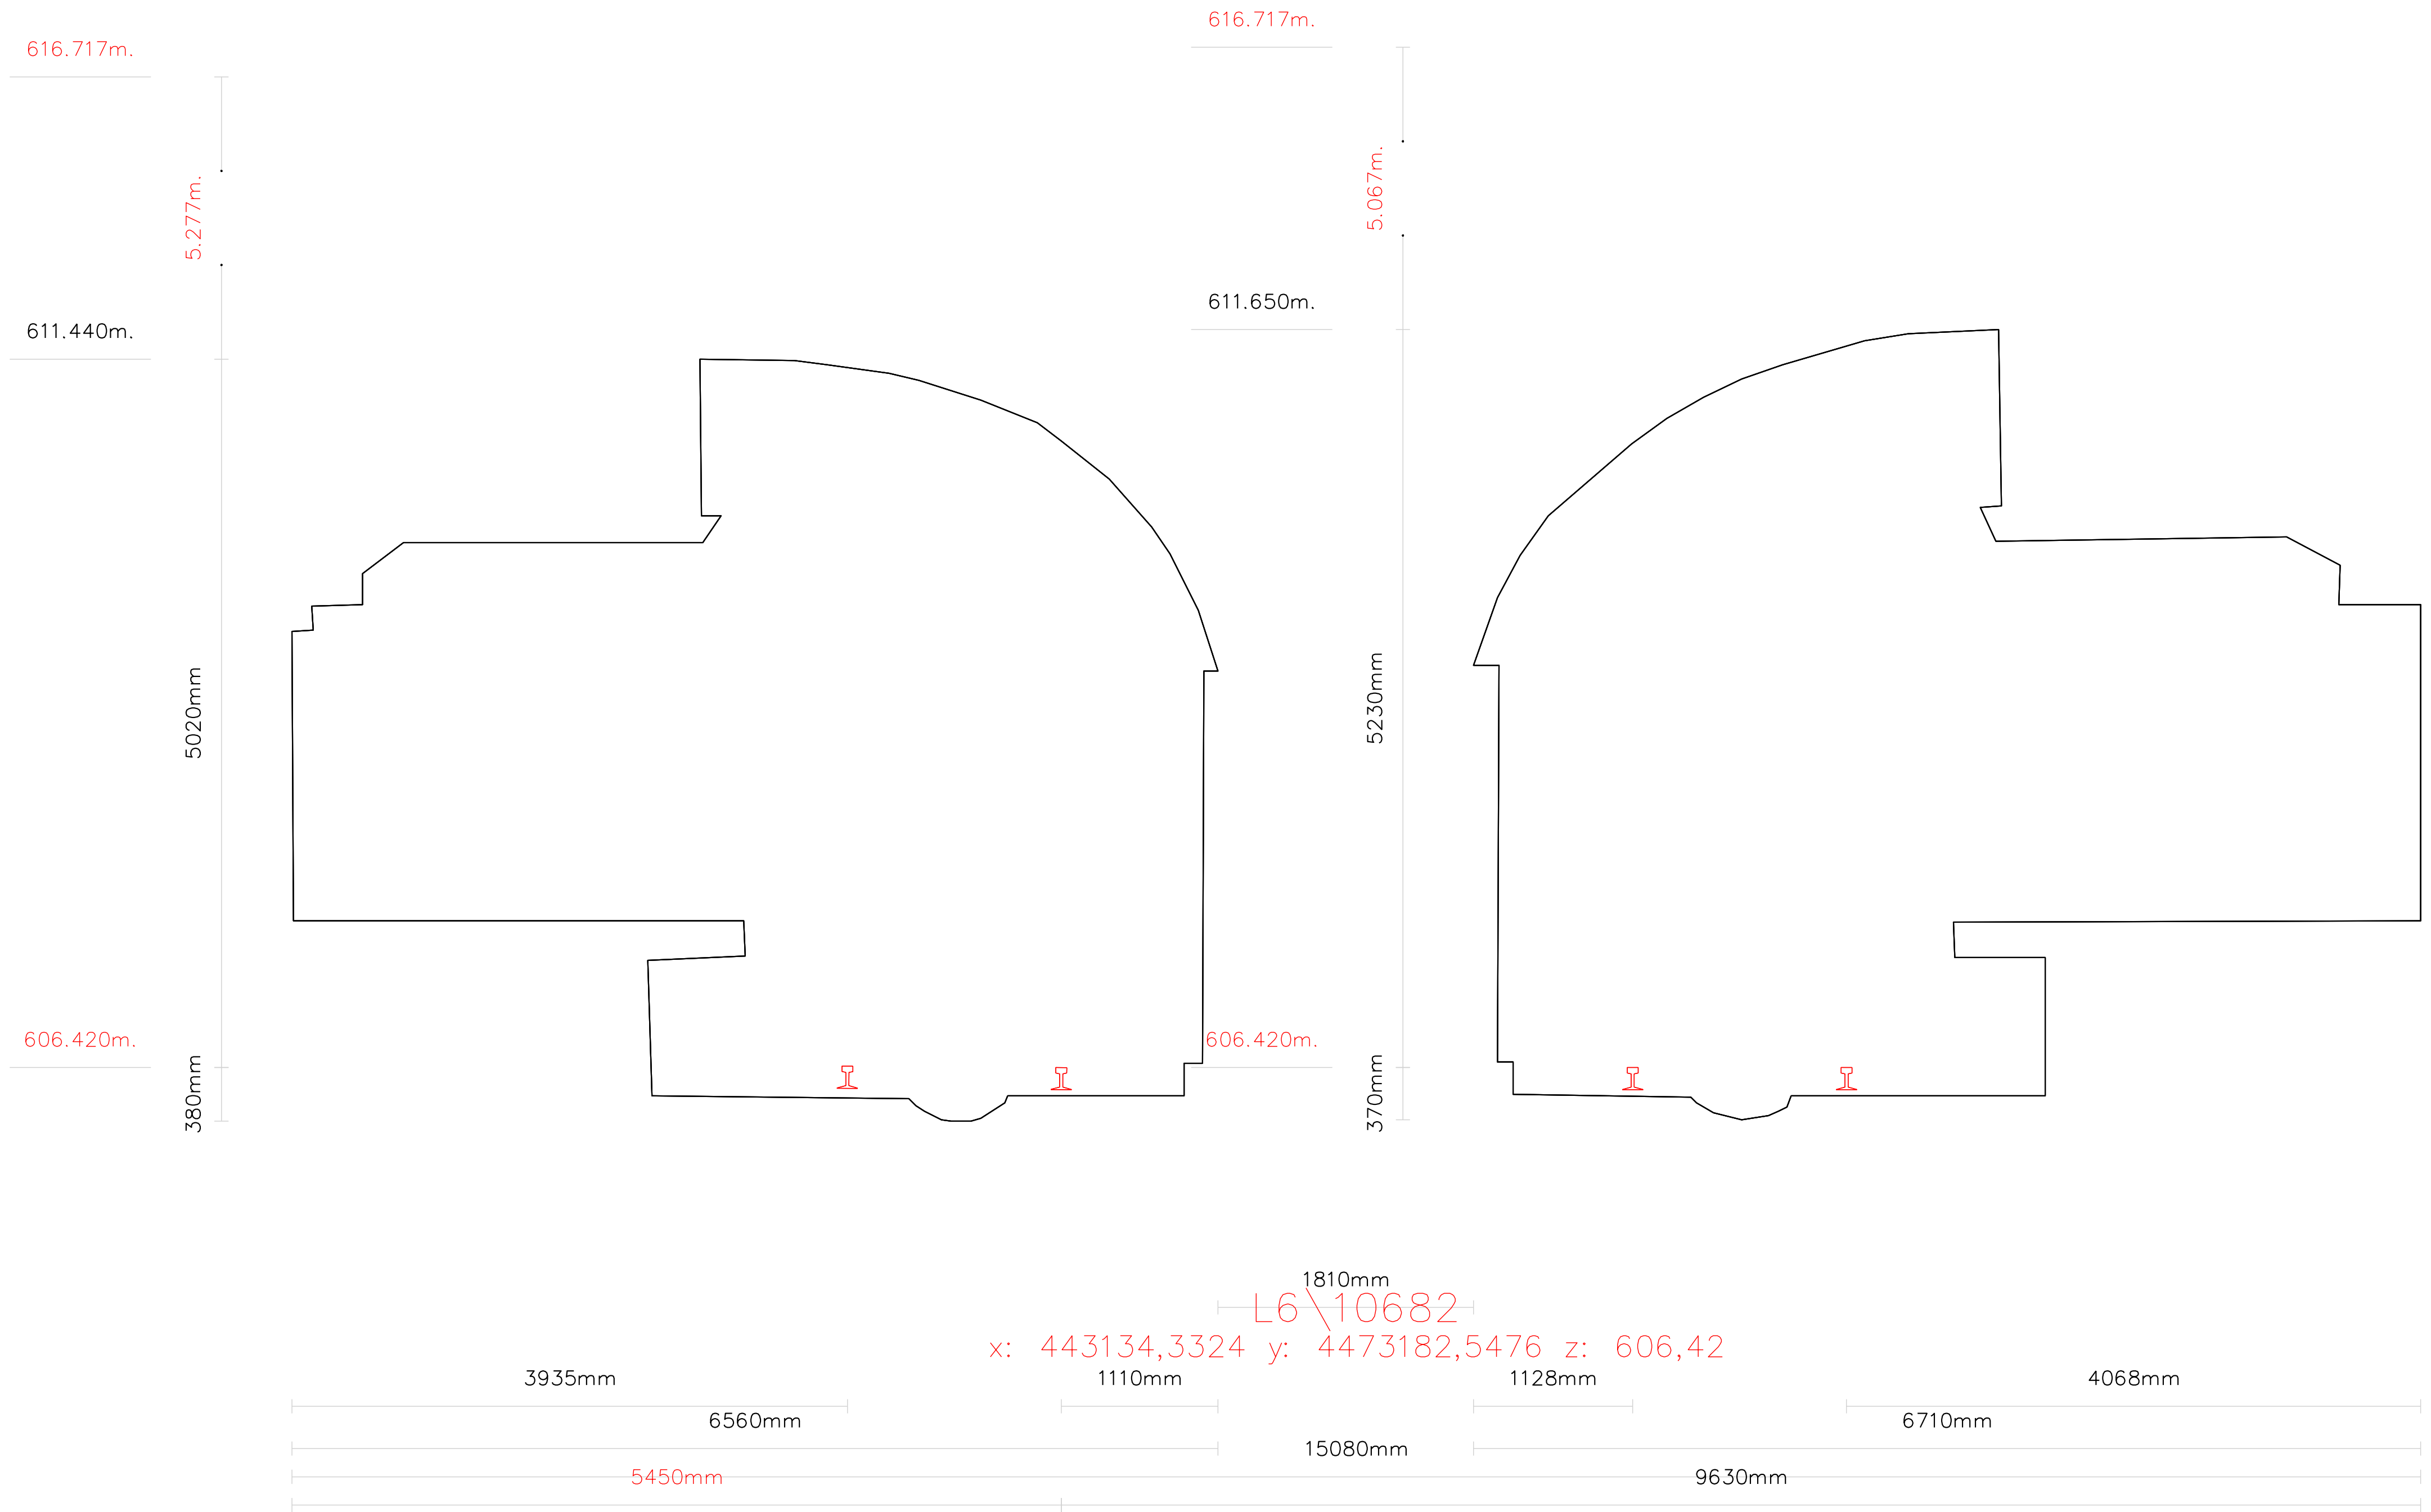 616.717m.
616.717m.
5.277m.
5.067m.
611.440m.
611.650m.
5020mm
5230mm
606.420m.
606.420m.
380mm
370mm
1810mm
L6\10682
x: 443134,3324 y: 4473182,5476 z: 606,42
3935mm 1110mm 1128mm 4068mm
6560mm 6710mm
15080mm
5450mm 9630mm